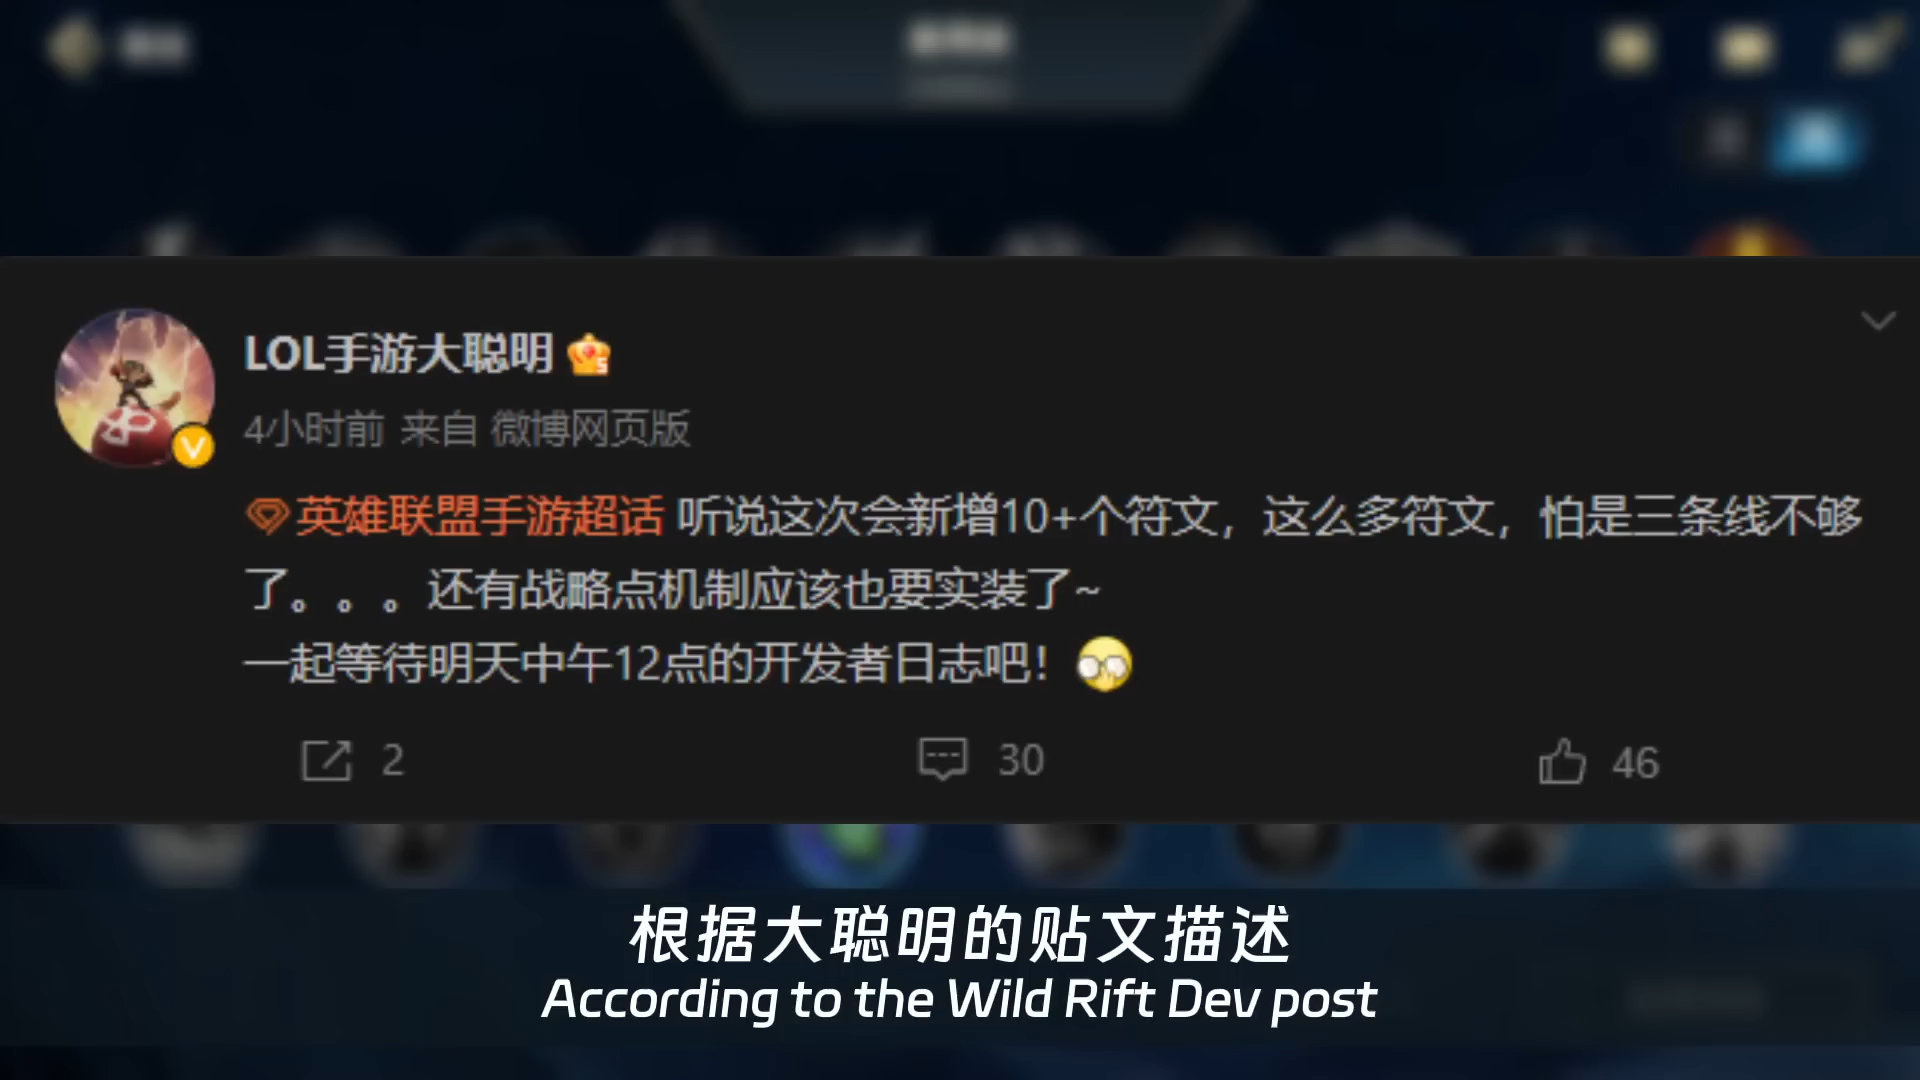 LOL手游大聪明
4小时前 来自 微博网页版
英雄联盟手游超话 听说这次会新增10+个符文，这么多符文，怕是三条线不够
了。。。还有战略点机制应该也要实装了~
一起等待明天中午12点的开发者日志吧！
2
30
46
根据大聪明的贴文描述
According to the Wild Rift Dev post